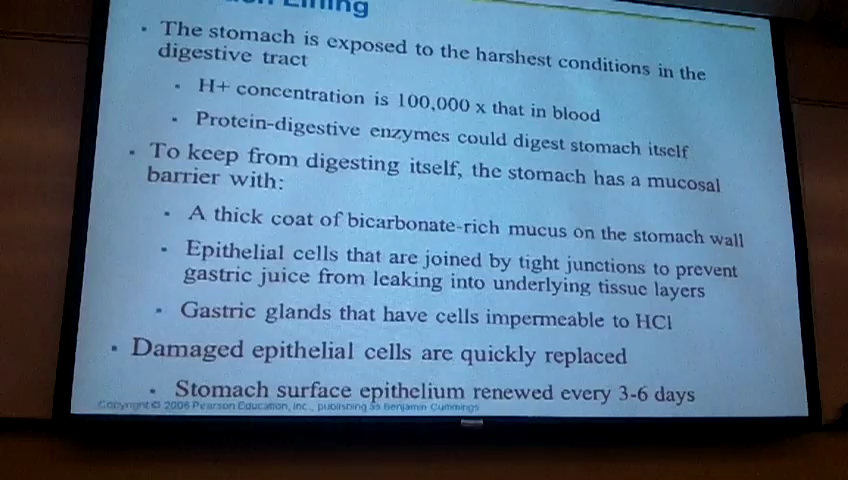 Lining
The stomach is exposed to the harshest conditions in the
digestive tract
H+ concentration is 100,000 x that in blood
Protein-digestive enzymes could digest stomach itself
To keep from digesting itself, the stomach has a mucosal
barrier with:
A thick coat of bicarbonate-rich mucus on the stomach wall
Epithelial cells that are joined by tight junctions to prevent
gastric juice from leaking into underlying tissue layers
Gastric glands that have cells impermeable to HCl
Damaged epithelial cells are quickly replaced
Stomach surface epithelium renewed every 3-6 days
Copyright © 2006 Pearson Education, Inc., publishing as Benjamin Cummings